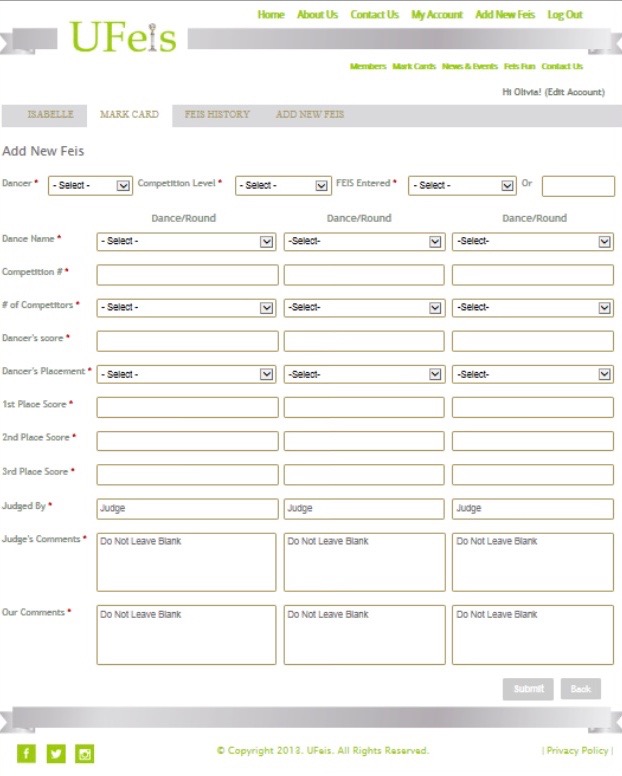 Home About Us Contact Us My Account Add New Feis Log Out
UFeis
Members Mark Cards News & Events Feis Fun Contact Us
Hi Olivia! (Edit Account)
ISABELLE MARK CARD FEIS HISTORY ADD NEW FEIS
Add New Feis
Dancer * - Select - Competition Level * - Select - FEIS Entered * - Select - Or
Dance/Round Dance/Round Dance/Round
Dance Name * - Select - -Select- -Select-
Competition # *
# of Competitors * - Select - -Select- -Select-
Dancer's score *
Dancer's Placement * - Select - -Select- -Select-
1st Place Score *
2nd Place Score *
3rd Place Score *
Judged By * Judge Judge Judge
Judge's Comments * Do Not Leave Blank Do Not Leave Blank Do Not Leave Blank
Our Comments * Do Not Leave Blank Do Not Leave Blank Do Not Leave Blank
Submit Back
© Copyright 2013. UFeis. All Rights Reserved. | Privacy Policy |